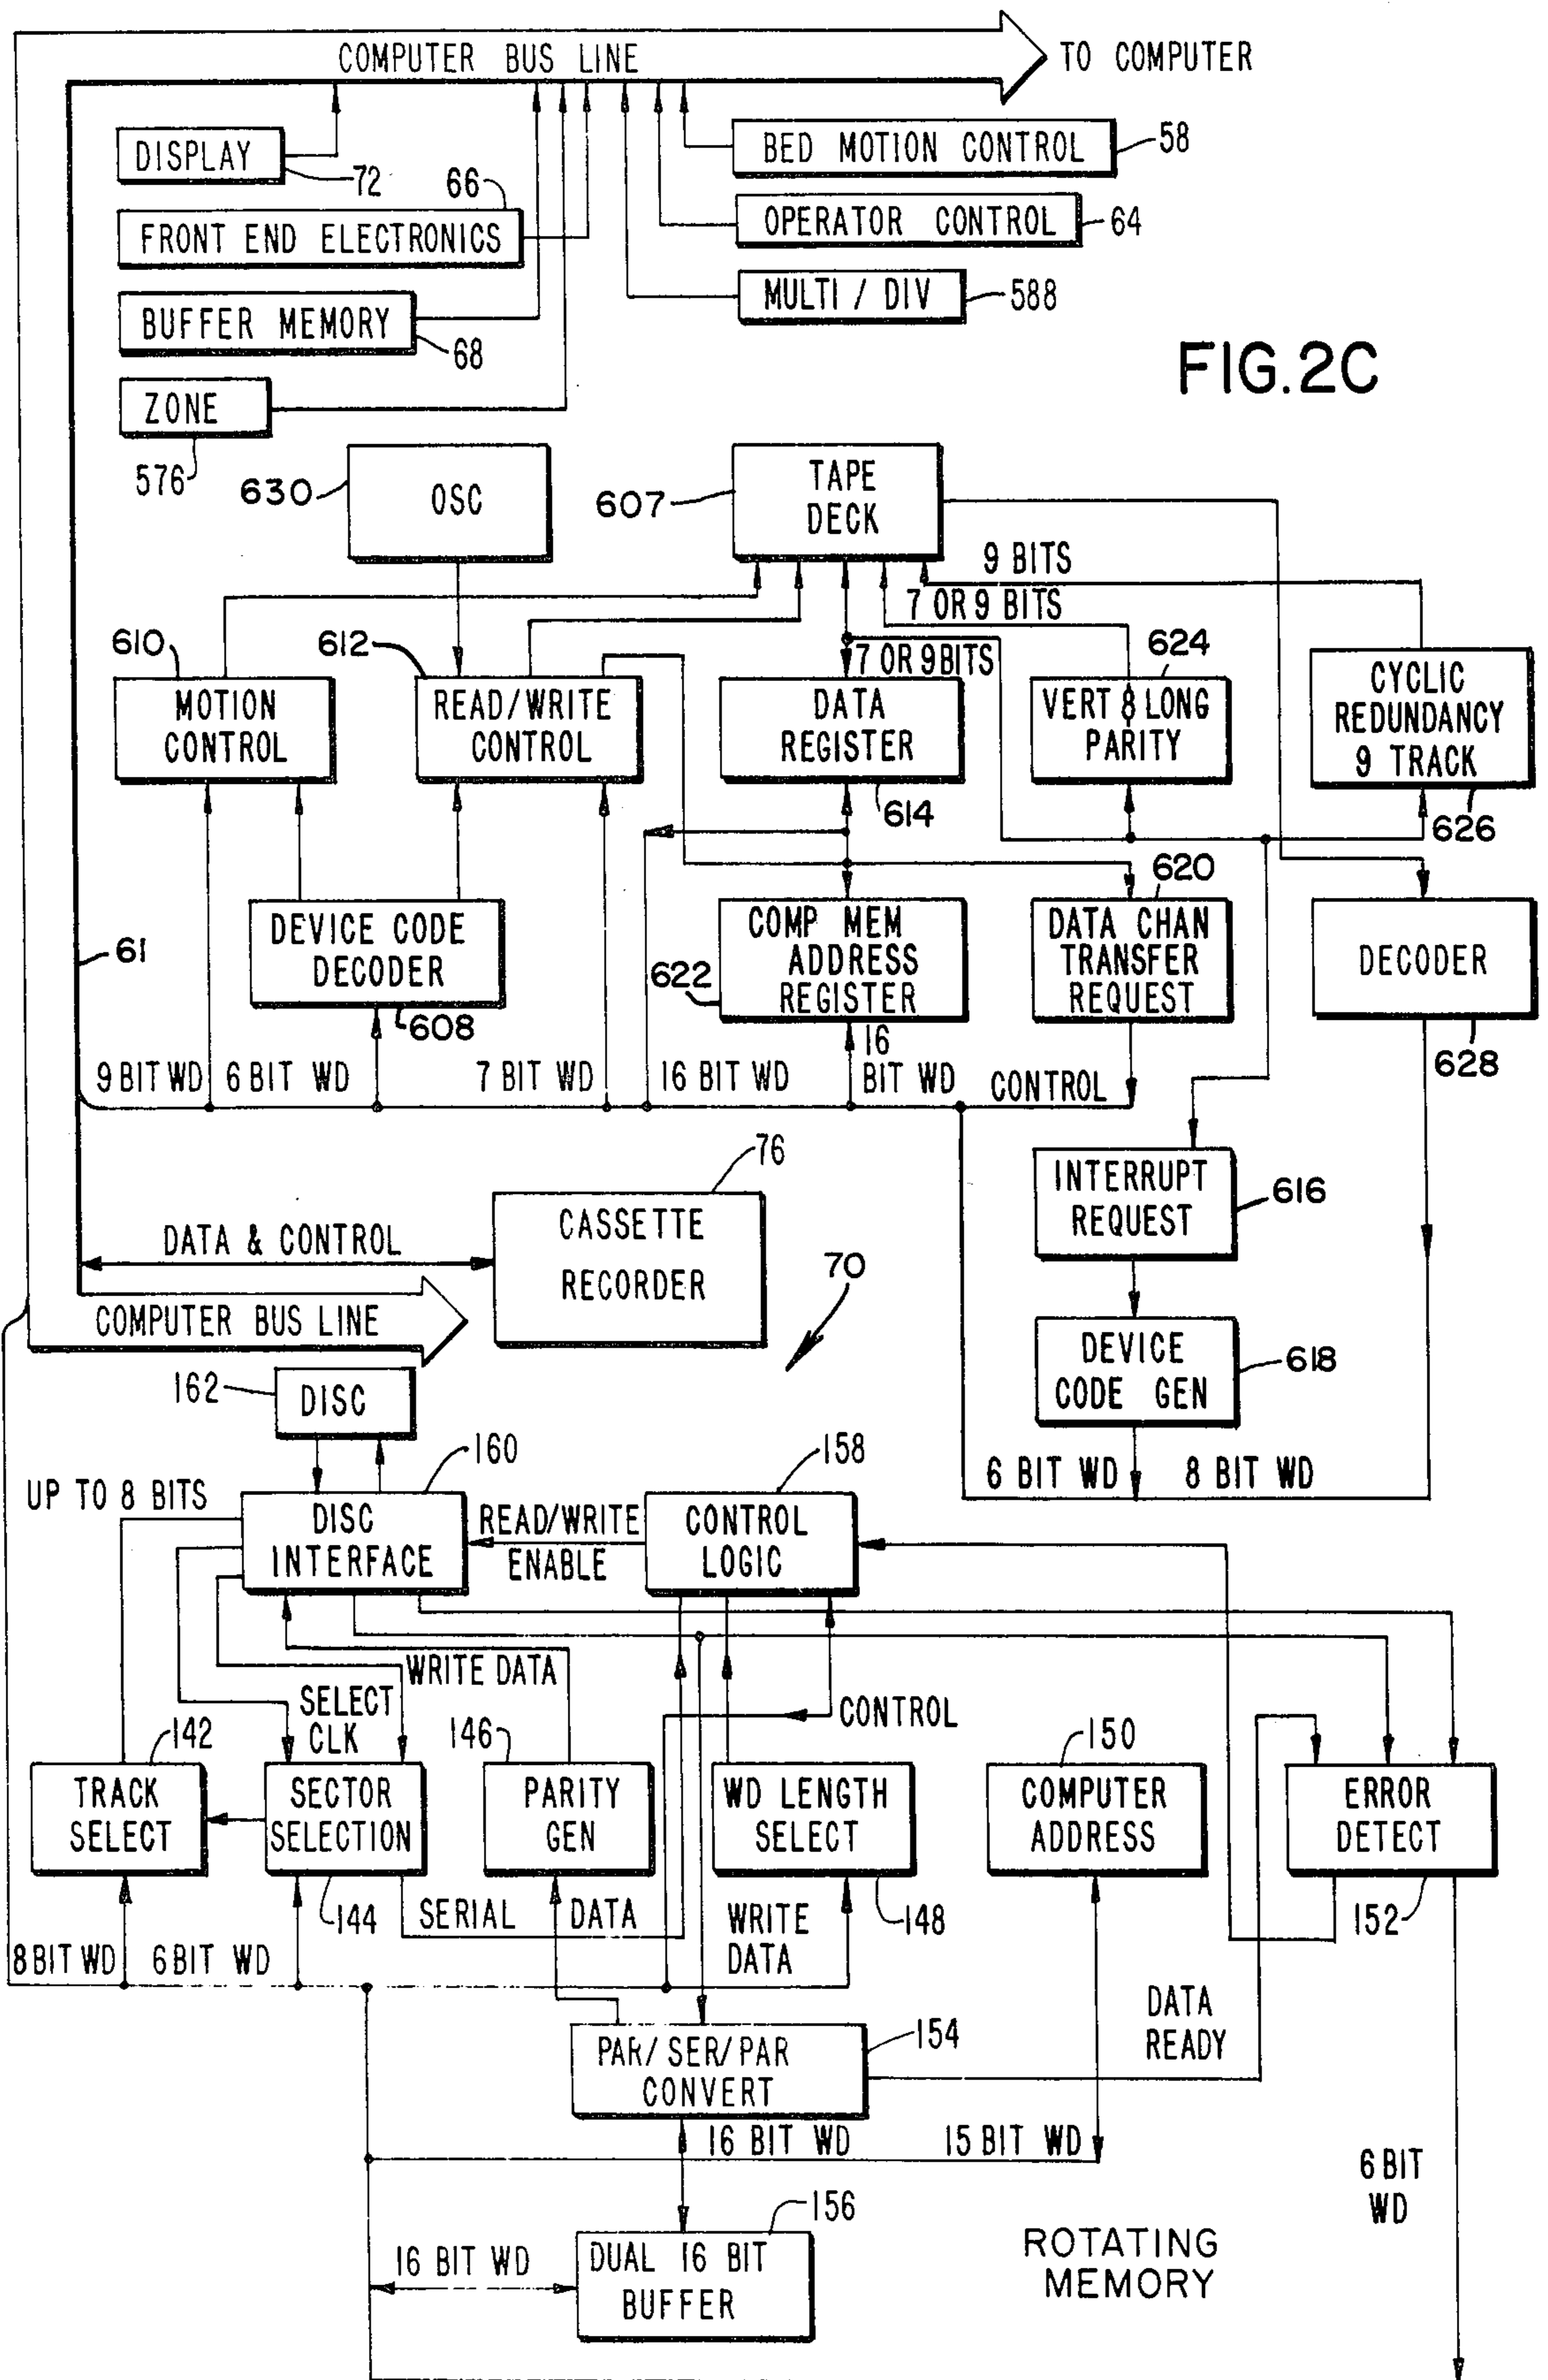 COMPUTER BUS LINE
TO COMPUTER
DISPLAY
72
BED MOTION CONTROL
58
66
FRONT END ELECTRONICS
OPERATOR CONTROL
64
BUFFER MEMORY
68
MULTI / DIV
588
FIG.2C
ZONE
576
630
OSC
607
TAPE
DECK
9 BITS
7 OR 9 BITS
610
612
7 OR 9 BITS
624
MOTION
CONTROL
READ/WRITE
CONTROL
DATA
REGISTER
614
VERT & LONG
PARITY
CYCLIC
REDUNDANCY
9 TRACK
626
61
DEVICE CODE
DECODER
608
622
COMP MEM
ADDRESS
REGISTER
620
DATA CHAN
TRANSFER
REQUEST
DECODER
628
9 BIT WD
6 BIT WD
7 BIT WD
16 BIT WD
16
BIT WD
CONTROL
76
CASSETTE
RECORDER
DATA & CONTROL
COMPUTER BUS LINE
70
INTERRUPT
REQUEST
616
DEVICE
CODE GEN
618
6 BIT WD
8 BIT WD
162
DISC
160
158
UP TO 8 BITS
DISC
INTERFACE
READ/WRITE
ENABLE
CONTROL
LOGIC
WRITE DATA
SELECT
CLK
CONTROL
142
146
150
TRACK
SELECT
SECTOR
SELECTION
PARITY
GEN
WD LENGTH
SELECT
COMPUTER
ADDRESS
ERROR
DETECT
144
148
152
SERIAL DATA
WRITE
DATA
8 BIT WD
6 BIT WD
DATA
READY
PAR/SER/PAR
CONVERT
154
16 BIT WD
15 BIT WD
6 BIT
WD
156
16 BIT WD
DUAL 16 BIT
BUFFER
ROTATING
MEMORY